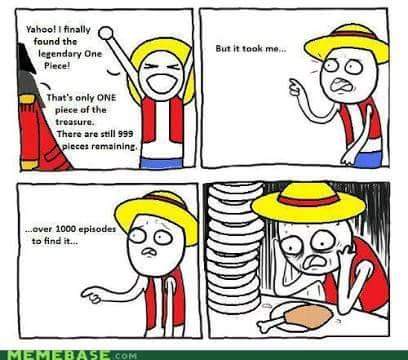 Yahoo! I finally
found the
legendary One
Piece!
That's only ONE
piece of the
treasure.
There are still 999
pieces remaining.
But it took me...
...over 1000 episodes
to find it...
MEMEBASE.COM